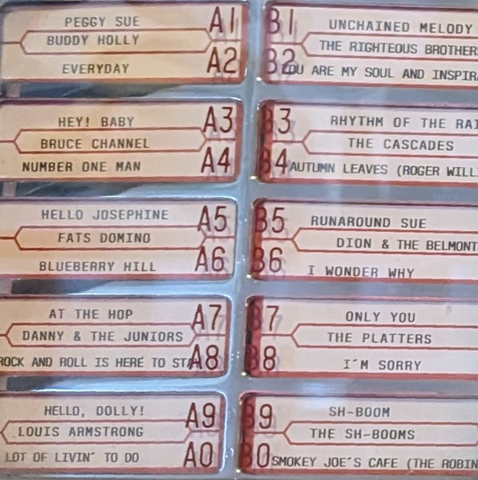 PEGGY SUE A1
BUDDY HOLLY
EVERYDAY A2
HEY! BABY A3
BRUCE CHANNEL
NUMBER ONE MAN A4
HELLO JOSEPHINE A5
FATS DOMINO
BLUEBERRY HILL A6
AT THE HOP A7
DANNY & THE JUNIORS
ROCK AND ROLL IS HERE TO STA A8
HELLO, DOLLY! A9
LOUIS ARMSTRONG
LOT OF LIVIN' TO DO A0
B1 UNCHAINED MELODY
THE RIGHTEOUS BROTHERS
B2 YOU ARE MY SOUL AND INSPIR
B3 RHYTHM OF THE RAI
THE CASCADES
B4 AUTUMN LEAVES (ROGER WILLI
B5 RUNAROUND SUE
DION & THE BELMONT
B6 I WONDER WHY
B7 ONLY YOU
THE PLATTERS
B8 I'M SORRY
B9 SH-BOOM
THE SH-BOOMS
B0 SMOKEY JOE'S CAFE (THE ROBIN